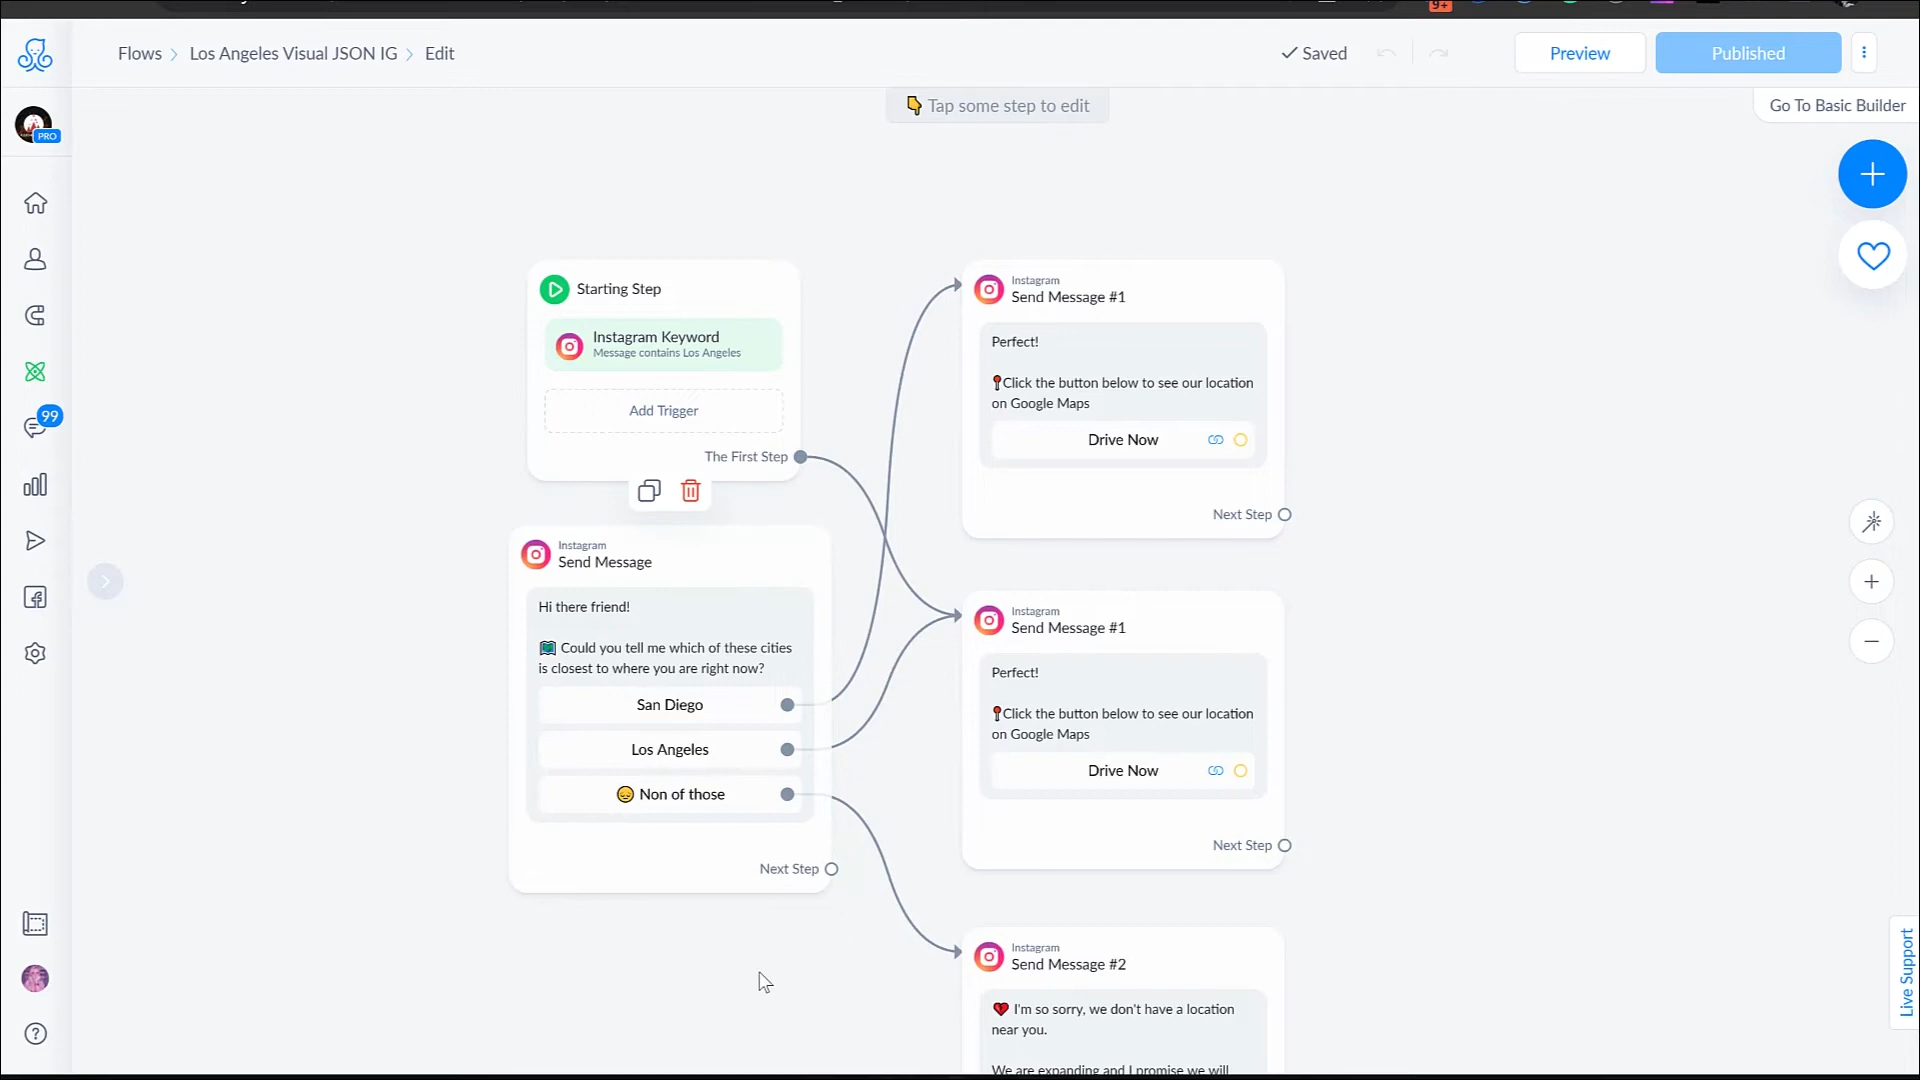 9+
Flows
Los Angeles Visual JSON IG
Edit
Saved
Preview
Published
Tap some step to edit
Go To Basic Builder
PRO
99
Starting Step
Instagram Keyword
Message contains Los Angeles
Add Trigger
The First Step
Instagram
Send Message
Hi there friend!
Could you tell me which of these cities
is closest to where you are right now?
San Diego
Los Angeles
Non of those
Next Step
Instagram
Send Message #1
Perfect!
Click the button below to see our location
on Google Maps
Drive Now
Next Step
Instagram
Send Message #1
Perfect!
Click the button below to see our location
on Google Maps
Drive Now
Next Step
Instagram
Send Message #2
I'm so sorry, we don't have a location
near you.
We are expanding and I promise we will
Live Support